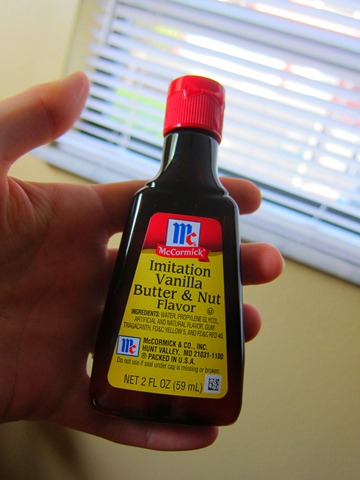 Mc
McCormick
Imitation
Vanilla
Butter & Nut
Flavor
INGREDIENTS: WATER, PROPYLENE GLYCOL,
ARTIFICIAL AND NATURAL FLAVOR, GUM
TRAGACANTH, FD&C YELLOW 5, AND FD&C RED 40.
Mc
McCORMICK & CO., INC.
HUNT VALLEY, MD 21031-1100
® PACKED IN U.S.A.
Do not use if seal under cap is missing or broken.
NET 2 FL OZ (59 mL)